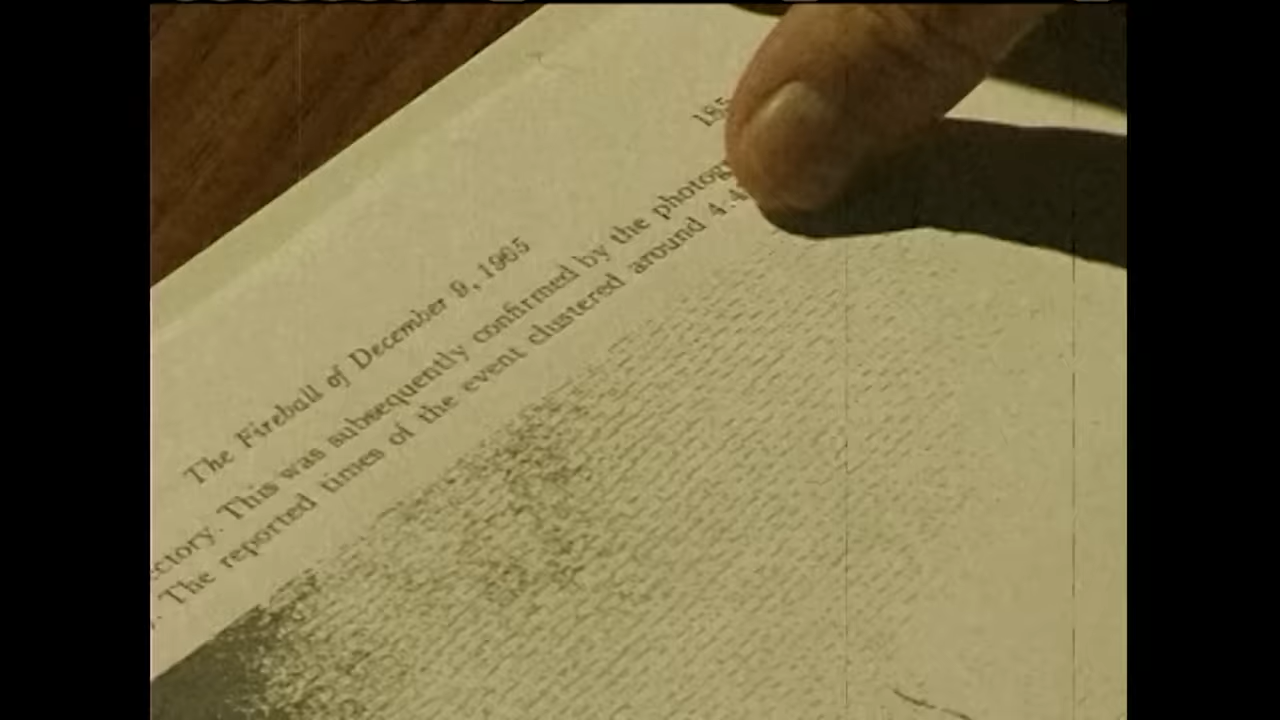 185
The Fireball of December 9, 1965
ectory. This was subsequently confirmed by the photog
. The reported times of the event clustered around 4.4